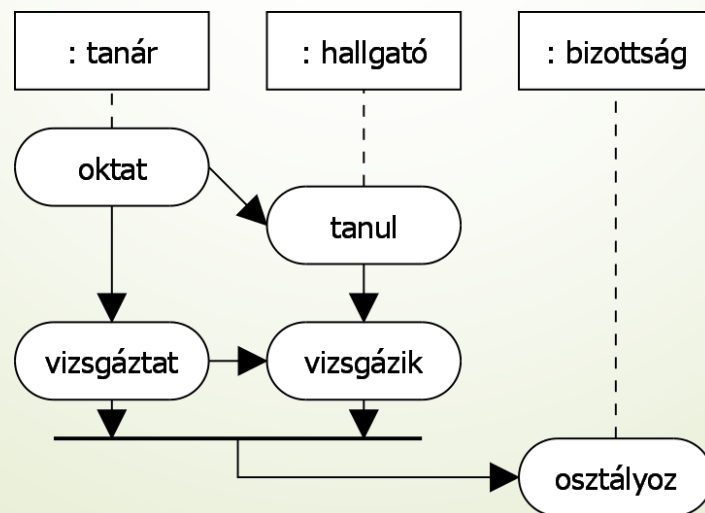 : tanár
: hallgató
: bizottság
oktat
tanul
vizsgáztat
vizsgázik
osztályoz